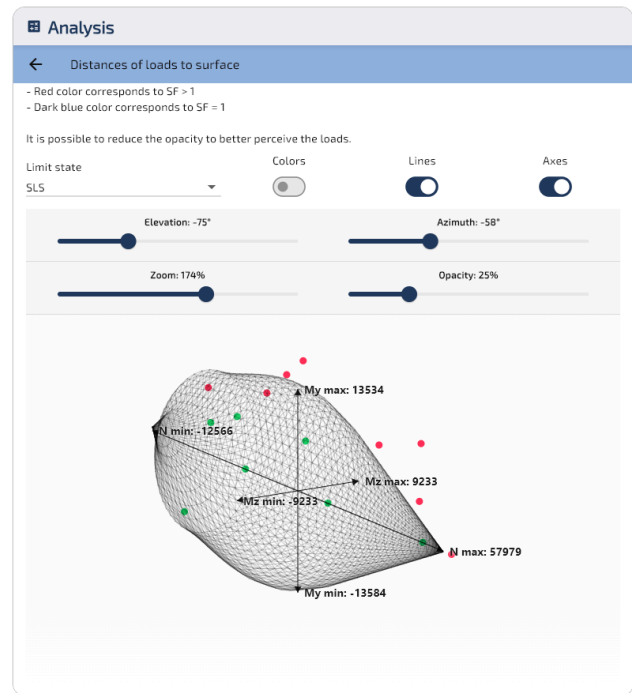 Analysis
Distances of loads to surface
- Red color corresponds to SF > 1
- Dark blue color corresponds to SF = 1
It is possible to reduce the opacity to better perceive the loads.
Limit state
Colors
Lines
Axes
SLS
Elevation: -75°
Azimuth: -58°
Zoom: 174%
Opacity: 25%
My max: 13534
N min: -12566
Mz max: 9233
Mz min: -9233
N max: 57979
My min: -13584